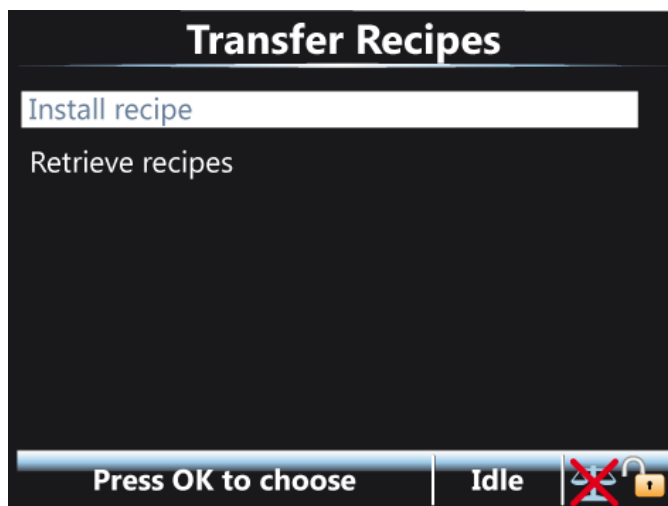 Transfer Recipes
Install recipe
Retrieve recipes
Press OK to choose
Idle